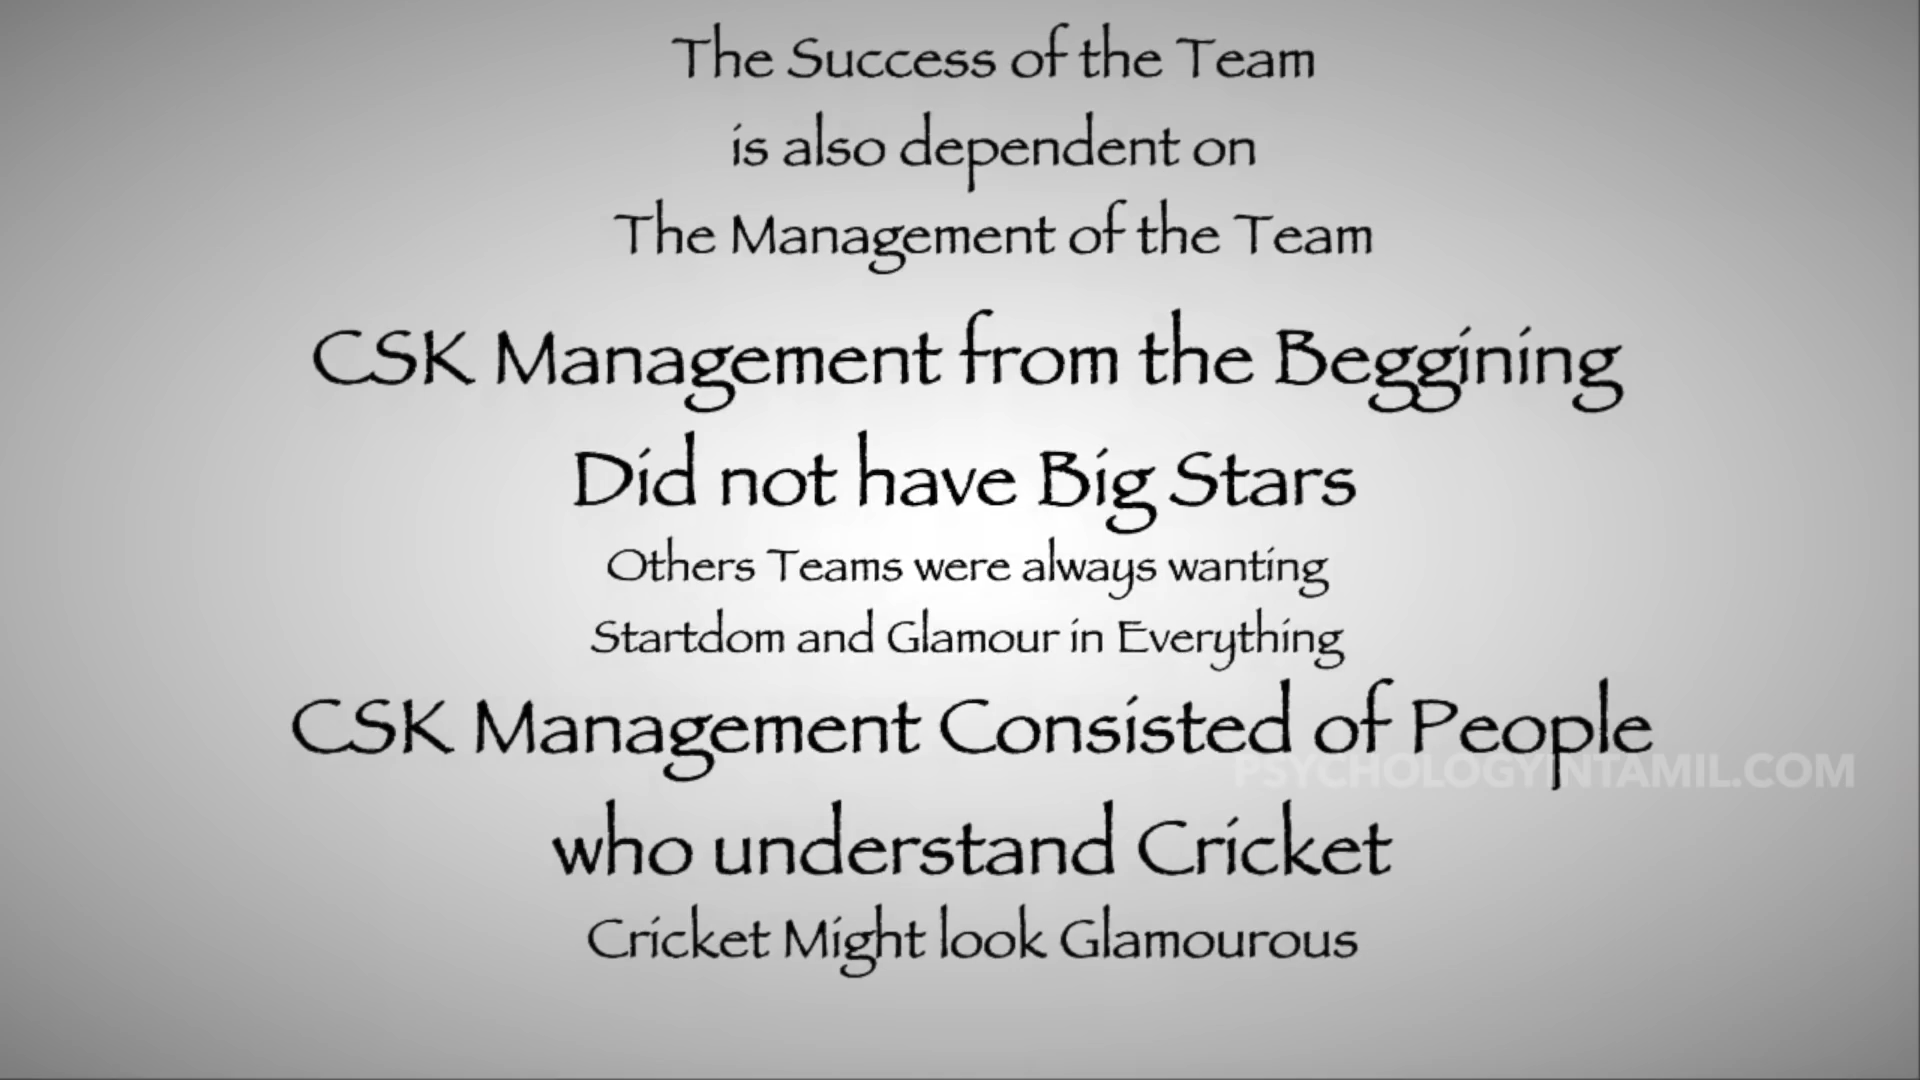 The Success of the Team
is also dependent on
The Management of the Team
CSK Management from the Beggining
Did not have Big Stars
Others Teams were always wanting
Startdom and Glamour in Everything
CSK Management Consisted of People
PSYCHOLOGYINTAMIL.COM
who understand Cricket
Cricket Might look Glamourous